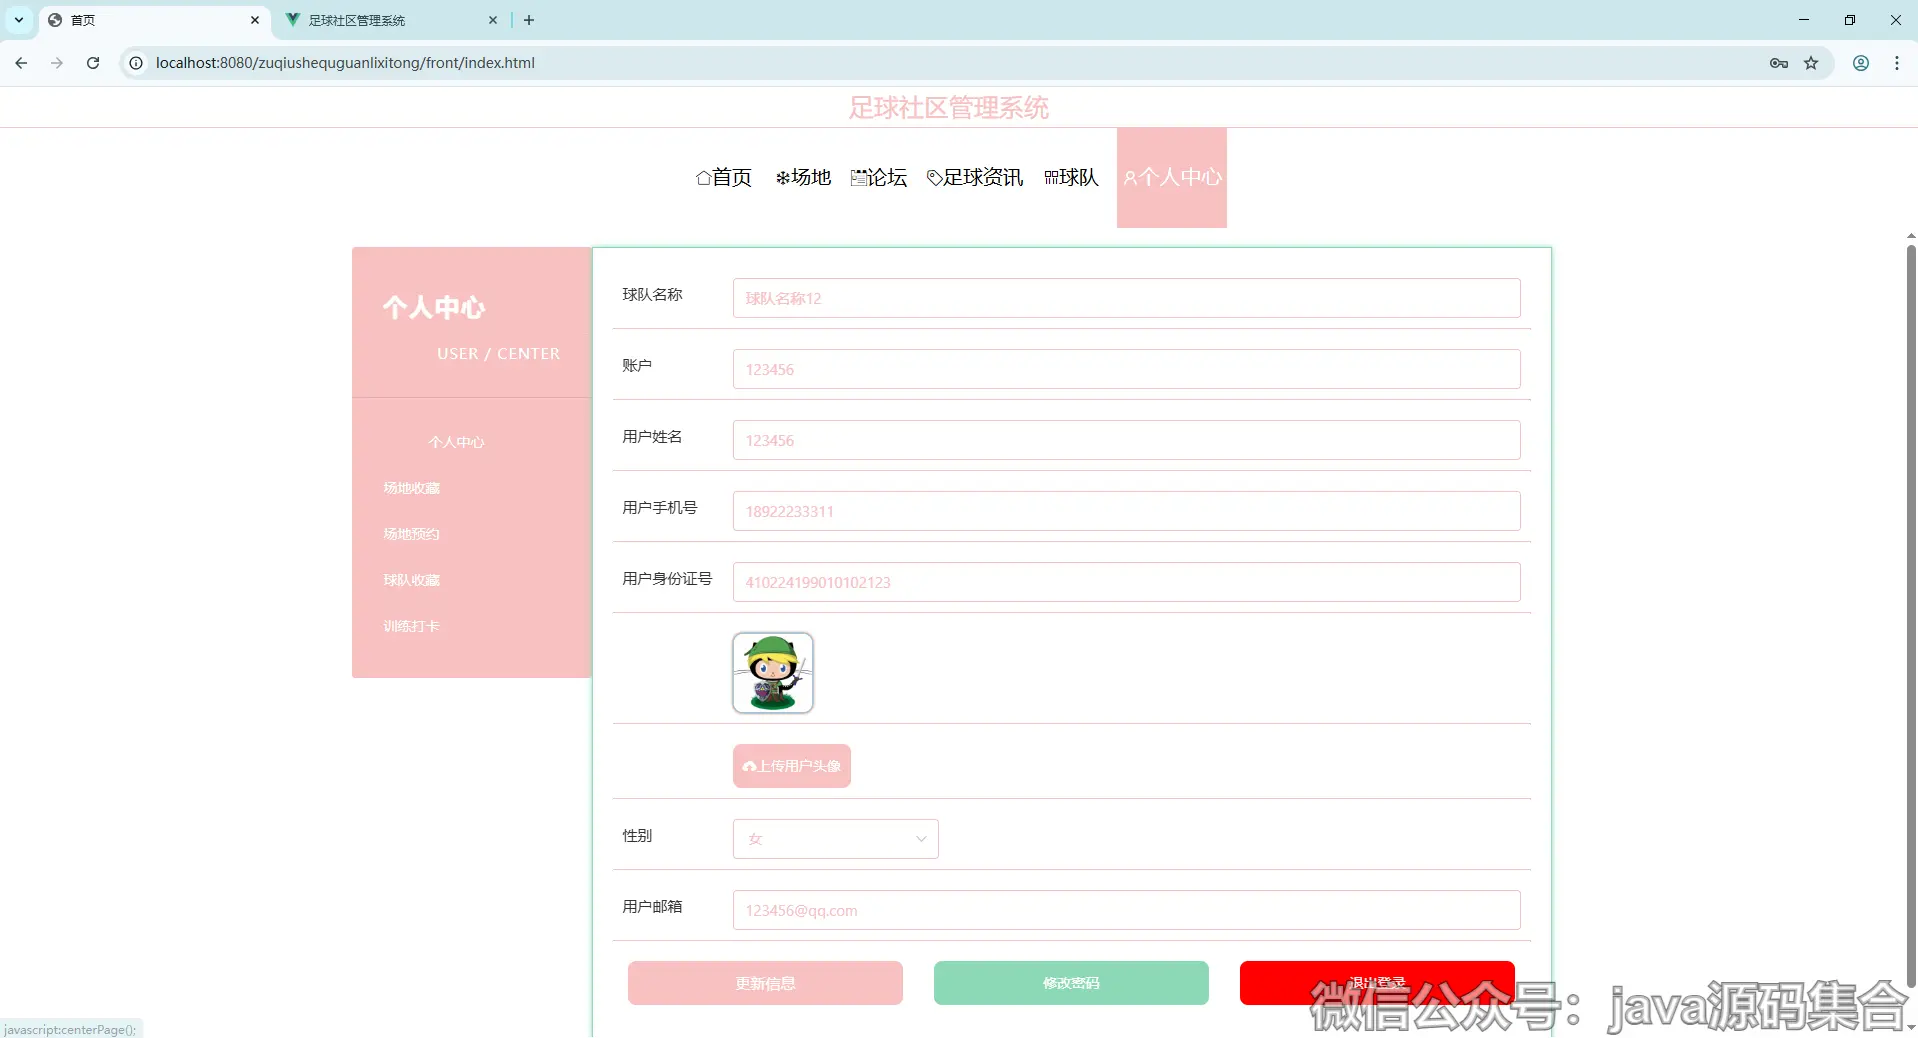 首页
足球社区管理系统
localhost:8080/zuqiushequguanlixitong/front/index.html
足球社区管理系统
首页 场地 论坛 足球资讯 球队 个人中心
个人中心
USER / CENTER
个人中心
场地收藏
场地预约
球队收藏
训练打卡
球队名称 球队名称12
账户 123456
用户姓名 123456
用户手机号 18922233311
用户身份证号 410224199010102123
上传用户头像
性别 女
用户邮箱 123456@qq.com
更新信息 修改密码 退出登录
微信公众号：java源码集合
javascript:centerPage();